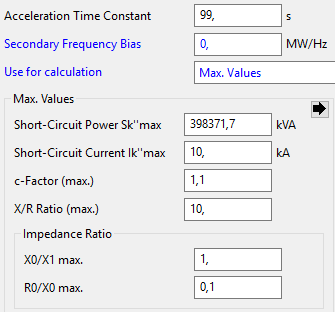 Acceleration Time Constant 99, s
Secondary Frequency Bias 0, MW/Hz
Use for calculation Max. Values
Max. Values
Short-Circuit Power Sk''max 398371,7 kVA
Short-Circuit Current Ik''max 10, kA
c-Factor (max.) 1,1
X/R Ratio (max.) 10,
Impedance Ratio
X0/X1 max. 1,
R0/X0 max. 0,1